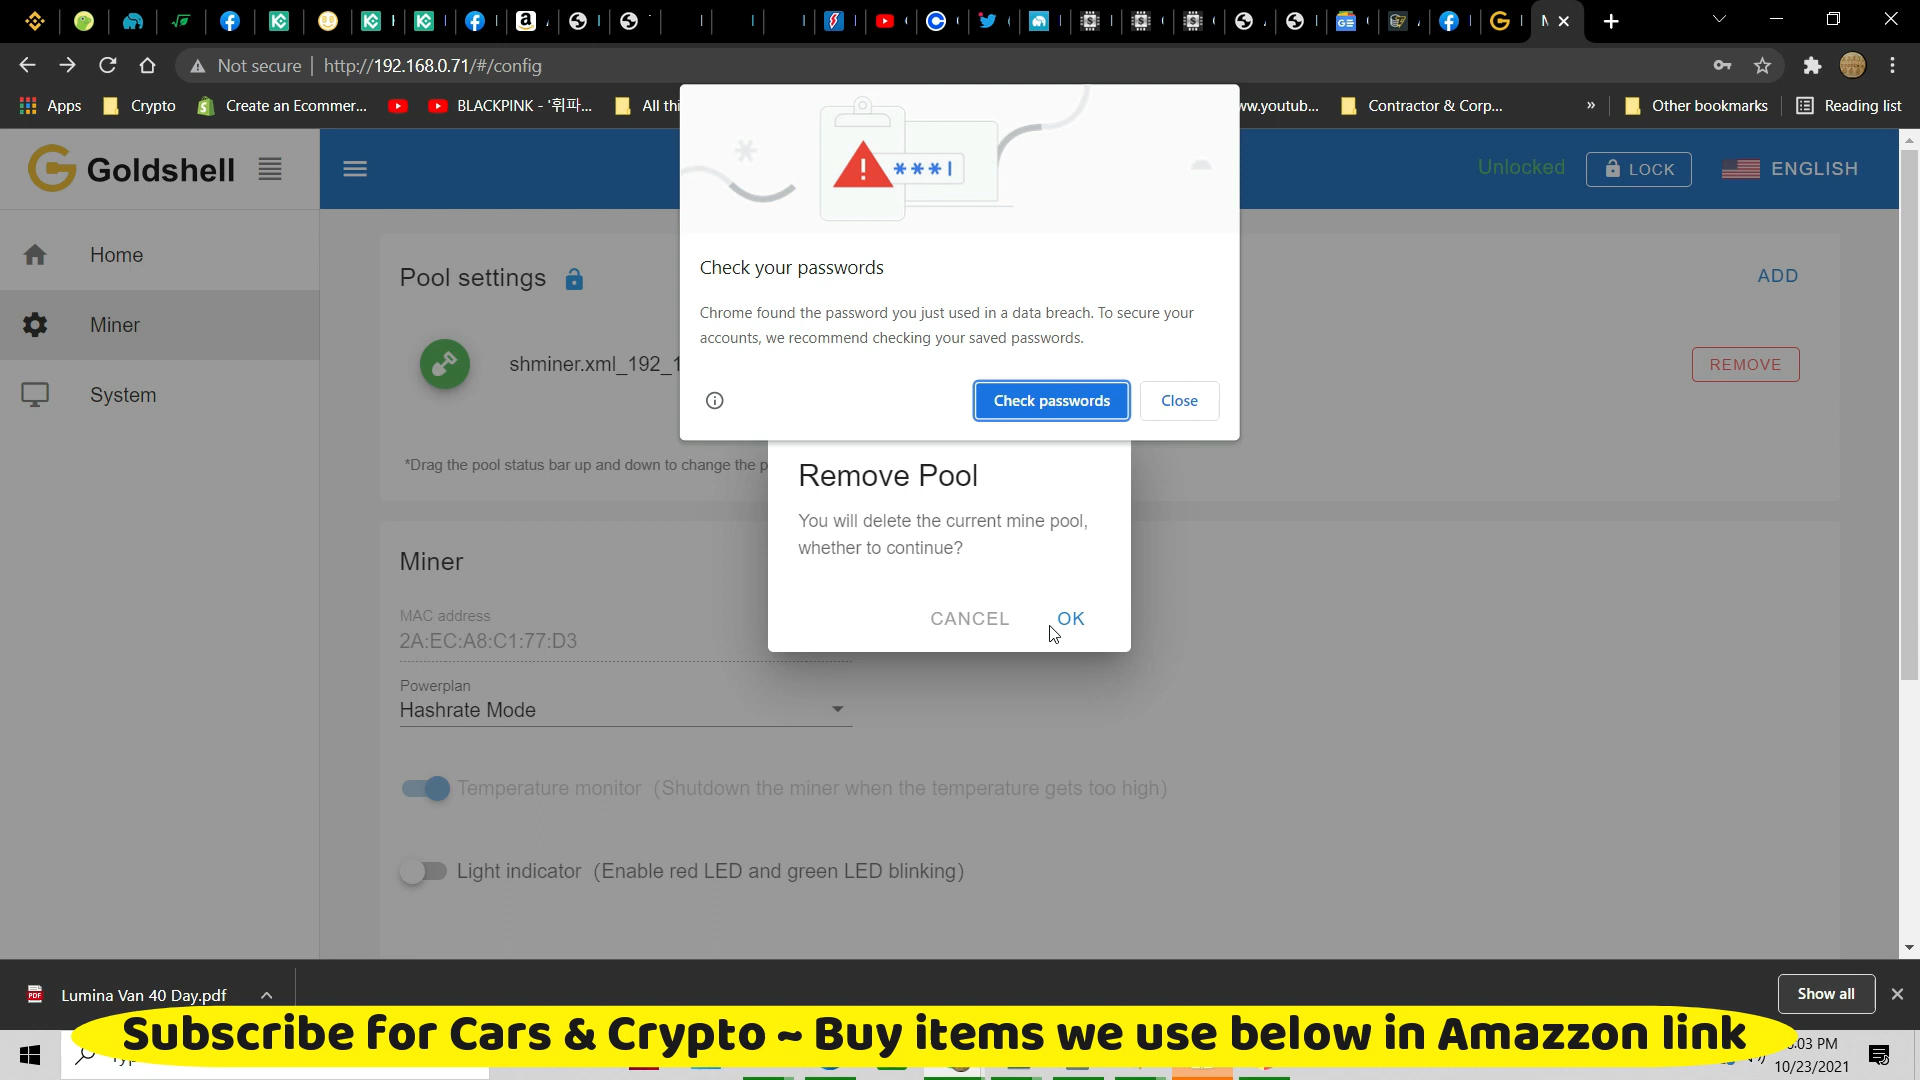 Not secure
http://192.168.0.71/#/config
Apps
Crypto
Create an Ecommer...
BLACKPINK - '휘파...
All thi
ww.youtub...
Contractor & Corp...
»
Other bookmarks
Reading list
Goldshell
Unlocked
LOCK
ENGLISH
Home
Miner
System
Pool settings
ADD
shminer.xml_192_1
REMOVE
*Drag the pool status bar up and down to change the p
***|
Check your passwords
Chrome found the password you just used in a data breach. To secure your
accounts, we recommend checking your saved passwords.
Check passwords
Close
Remove Pool
You will delete the current mine pool,
whether to continue?
CANCEL
OK
Miner
MAC address
2A:EC:A8:C1:77:D3
Powerplan
Hashrate Mode
Temperature monitor (Shutdown the miner when the temperature gets too high)
Light indicator (Enable red LED and green LED blinking)
Lumina Van 40 Day.pdf
Show all
Subscribe for Cars & Crypto ~ Buy items we use below in Amazzon link
:03 PM
10/23/2021